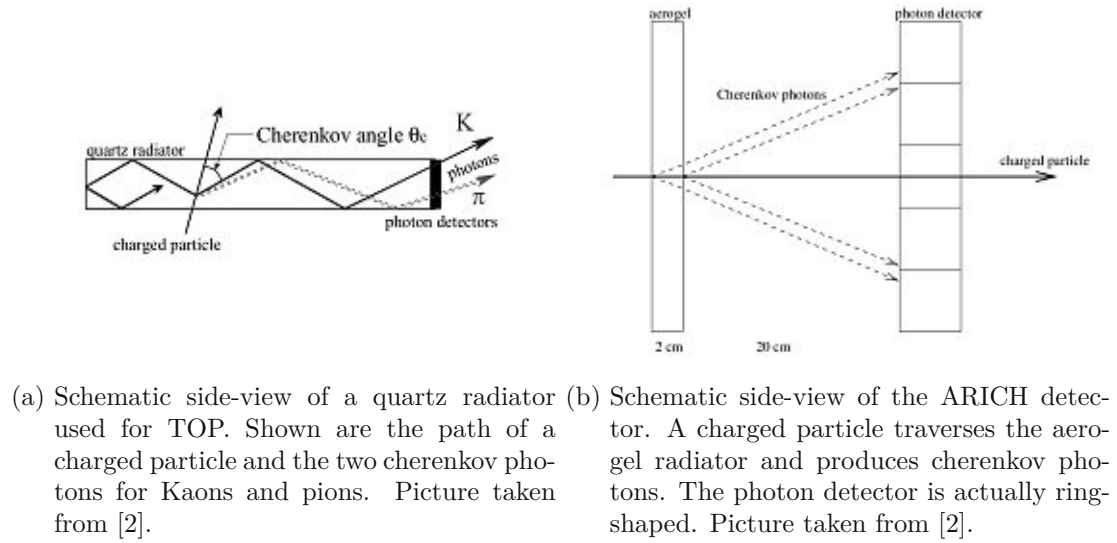 quartz radiator
Cherenkov angle θc
K
photons
π
charged particle
photon detectors
aerogel
photon detector
Cherenkov photons
charged particle
2 cm
20 cm
(a) Schematic side-view of a quartz radiator
used for TOP. Shown are the path of a
charged particle and the two cherenkov pho-
tons for Kaons and pions. Picture taken
from [2].
(b) Schematic side-view of the ARICH detec-
tor. A charged particle traverses the aero-
gel radiator and produces cherenkov pho-
tons. The photon detector is actually ring-
shaped. Picture taken from [2].